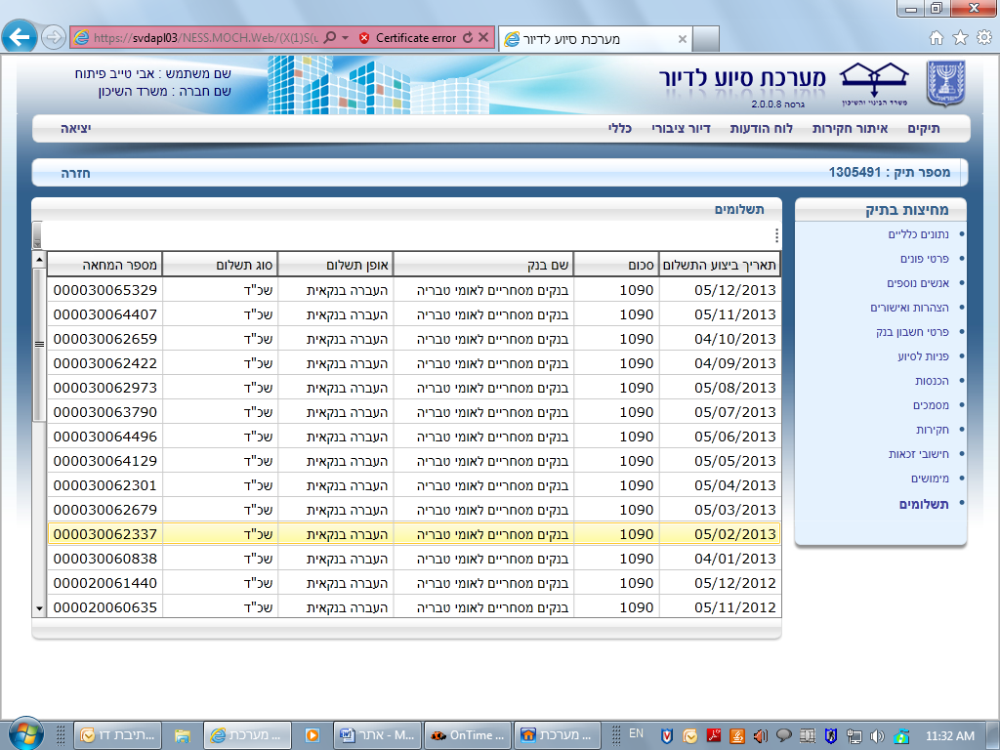 https://svdapl03/NESS.MOCH.Web/(X(1)S(u
Certificate error
מערכת סיוע לדיור
שם משתמש : אבי טייב פיתוח
שם חברה : משרד השיכון
מערכת סיוע לדיור
גרסה 2.0.0.8
משרד הבינוי והשיכון
תיקים
איתור חקירות
לוח הודעות
דיור ציבורי
כללי
יציאה
מספר תיק : 1305491
חזרה
מחיצות בתיק
נתונים כלליים
פרטי פונים
אנשים נוספים
הצהרות ואישורים
פרטי חשבון בנק
פניות לסיוע
הכנסות
מסמכים
חקירות
חישובי זכאות
מימושים
תשלומים
תשלומים
תאריך ביצוע התשלום סכום שם בנק אופן תשלום סוג תשלום מספר המחאה
05/12/2013 1090 בנקים מסחריים לאומי טבריה העברה בנקאית שכ"ד 000030065329
05/11/2013 1090 בנקים מסחריים לאומי טבריה העברה בנקאית שכ"ד 000030064407
04/10/2013 1090 בנקים מסחריים לאומי טבריה העברה בנקאית שכ"ד 000030062659
04/09/2013 1090 בנקים מסחריים לאומי טבריה העברה בנקאית שכ"ד 000030062422
05/08/2013 1090 בנקים מסחריים לאומי טבריה העברה בנקאית שכ"ד 000030062973
05/07/2013 1090 בנקים מסחריים לאומי טבריה העברה בנקאית שכ"ד 000030063790
05/06/2013 1090 בנקים מסחריים לאומי טבריה העברה בנקאית שכ"ד 000030064496
05/05/2013 1090 בנקים מסחריים לאומי טבריה העברה בנקאית שכ"ד 000030064129
05/04/2013 1090 בנקים מסחריים לאומי טבריה העברה בנקאית שכ"ד 000030062301
05/03/2013 1090 בנקים מסחריים לאומי טבריה העברה בנקאית שכ"ד 000030062679
05/02/2013 1090 בנקים מסחריים לאומי טבריה העברה בנקאית שכ"ד 000030062337
04/01/2013 1090 בנקים מסחריים לאומי טבריה העברה בנקאית שכ"ד 000030060838
05/12/2012 1090 בנקים מסחריים לאומי טבריה העברה בנקאית שכ"ד 000020061440
05/11/2012 1090 בנקים מסחריים לאומי טבריה העברה בנקאית שכ"ד 000020060635
תיבת דו...
מערכת ...
אתר - M...
OnTime ...
מערכת ...
EN
11:32 AM